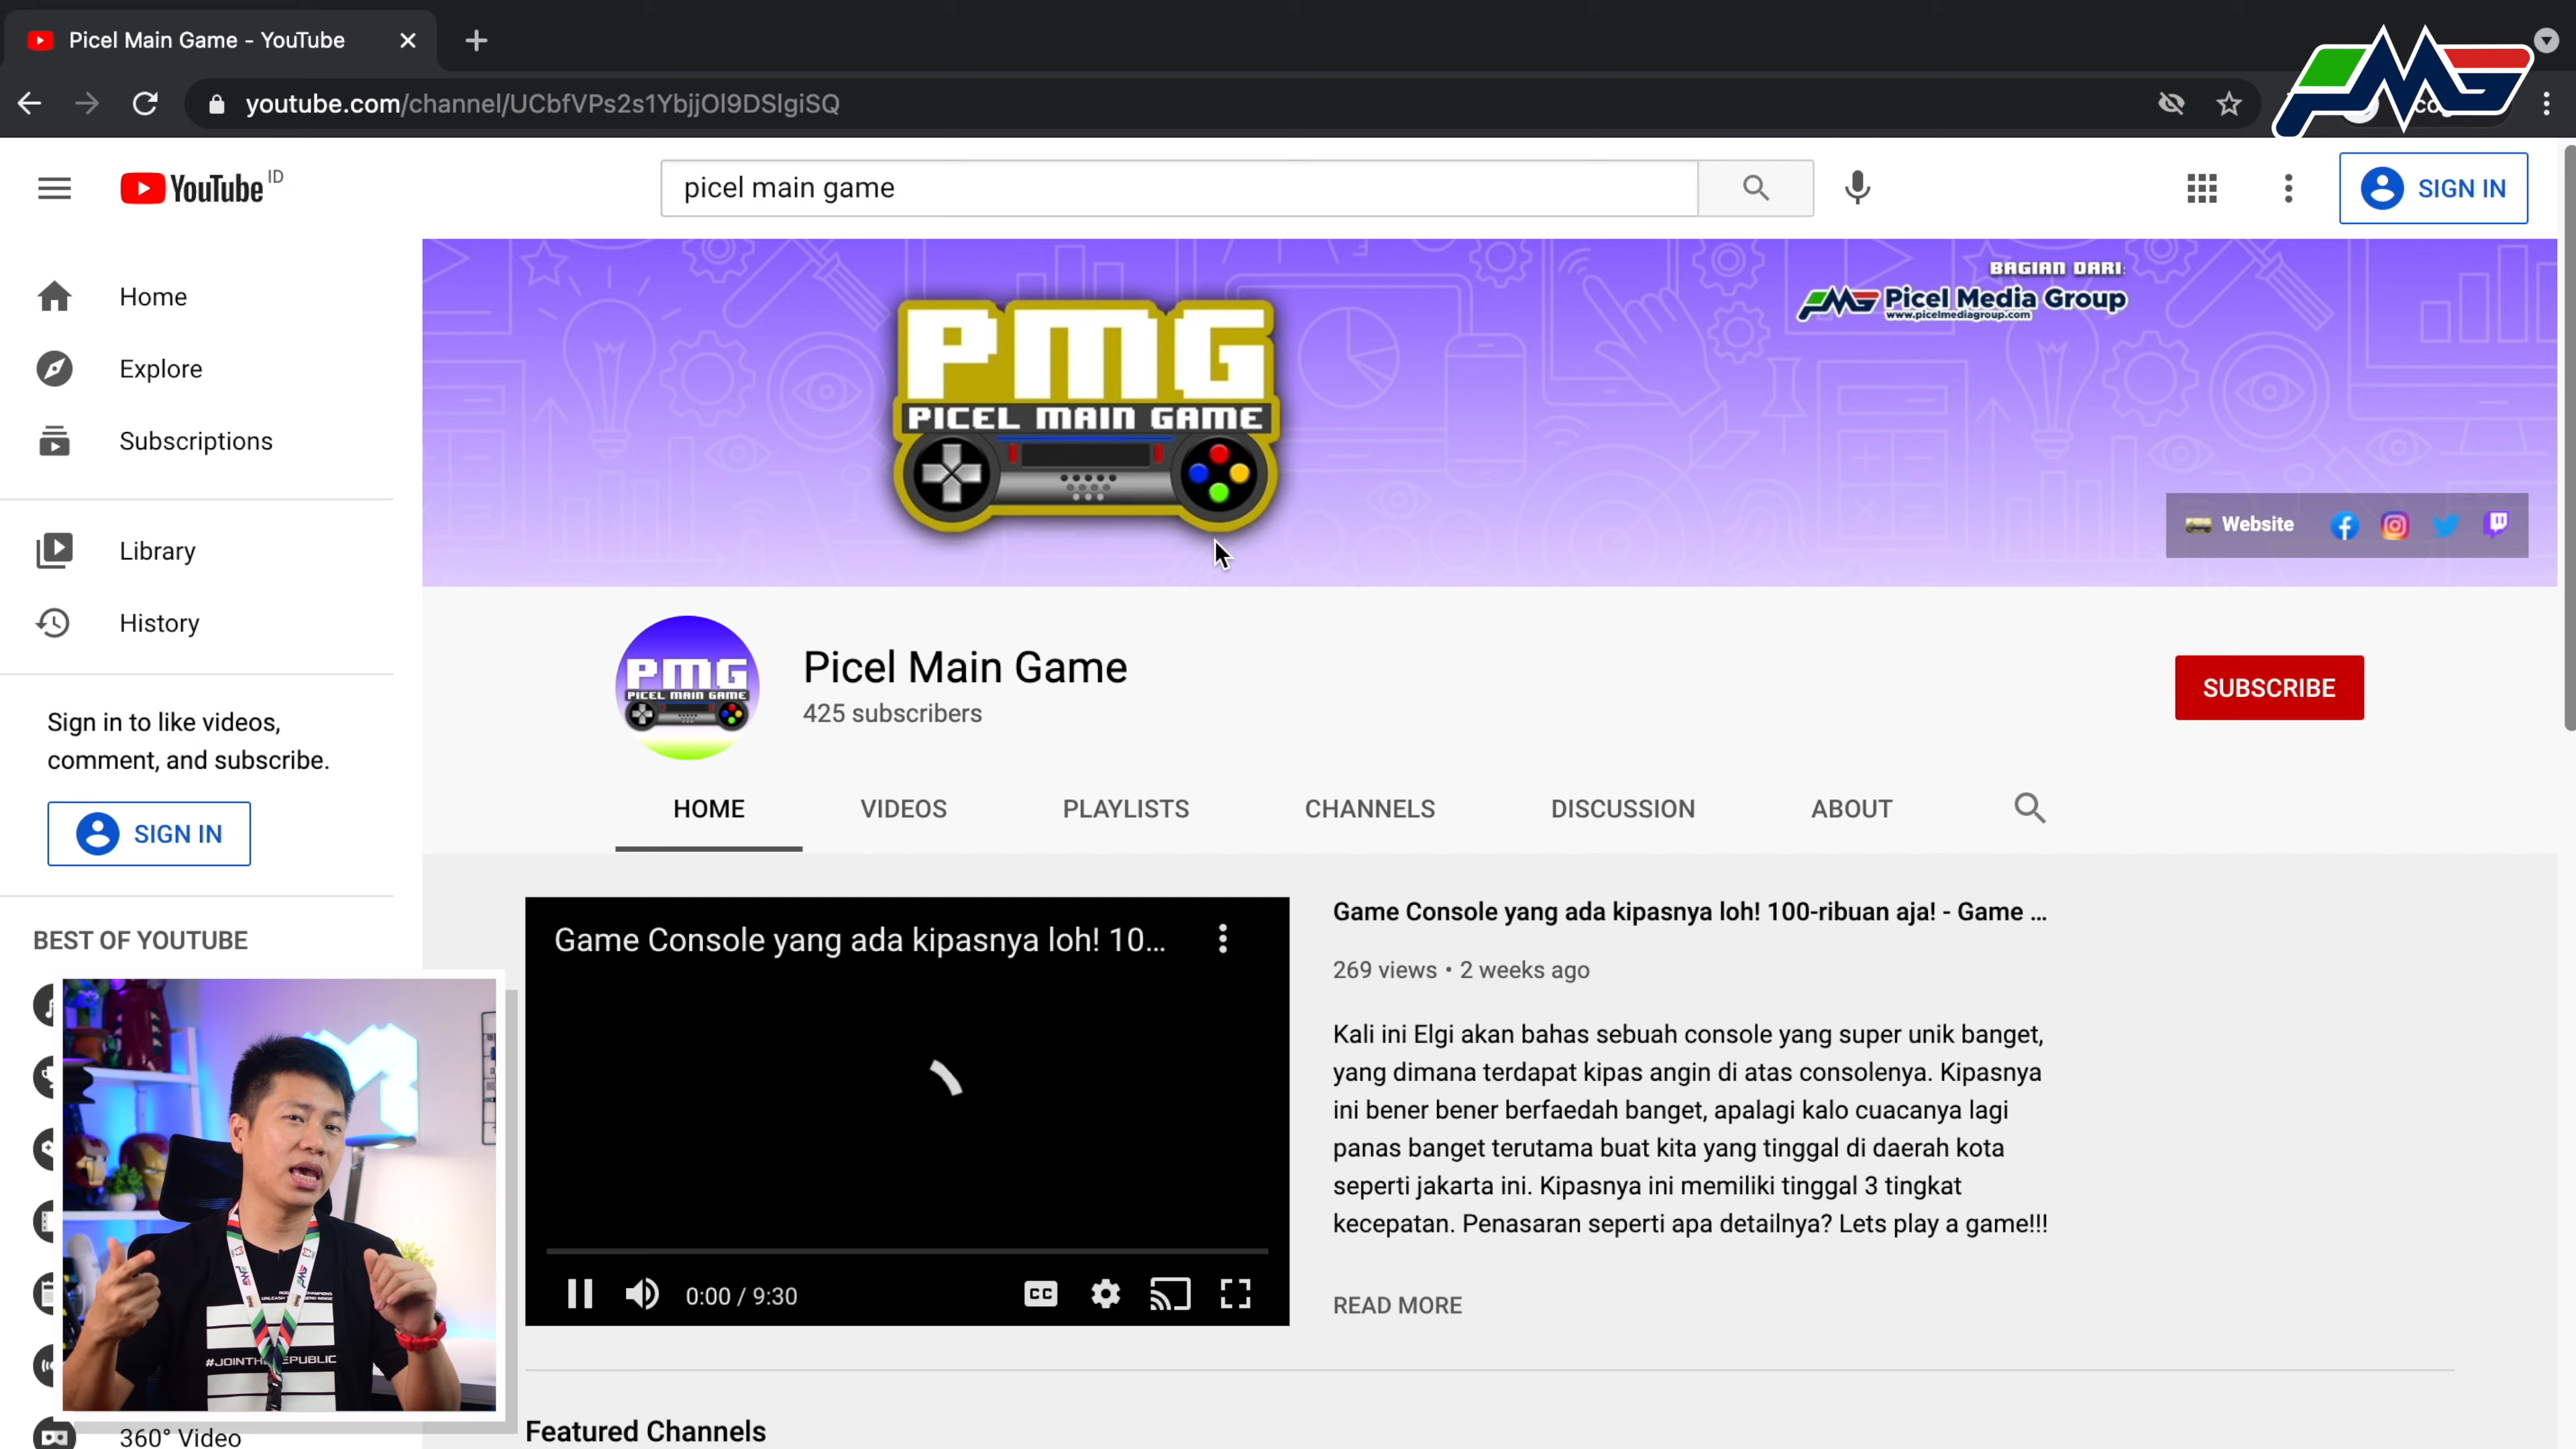 Picel Main Game - YouTube
youtube.com/channel/UCbfVPs2s1YbjjOl9DSlgiSQ
PMG
YouTube ID
picel main game
SIGN IN
Home
Explore
Subscriptions
Library
History
Sign in to like videos,
comment, and subscribe.
SIGN IN
BEST OF YOUTUBE
360° Video
PMG
PICEL MAIN GAME
BAGIAN DARI:
PMG Picel Media Group
www.picelmediagroup.com
Website
PMG
PICEL MAIN GAME
Picel Main Game
425 subscribers
SUBSCRIBE
HOME
VIDEOS
PLAYLISTS
CHANNELS
DISCUSSION
ABOUT
Game Console yang ada kipasnya loh! 10...
0:00 / 9:30
CC
Game Console yang ada kipasnya loh! 100-ribuan aja! - Game ...
269 views • 2 weeks ago
Kali ini Elgi akan bahas sebuah console yang super unik banget,
yang dimana terdapat kipas angin di atas consolenya. Kipasnya
ini bener bener berfaedah banget, apalagi kalo cuacanya lagi
panas banget terutama buat kita yang tinggal di daerah kota
seperti jakarta ini. Kipasnya ini memiliki tinggal 3 tingkat
kecepatan. Penasaran seperti apa detailnya? Lets play a game!!!
READ MORE
Featured Channels